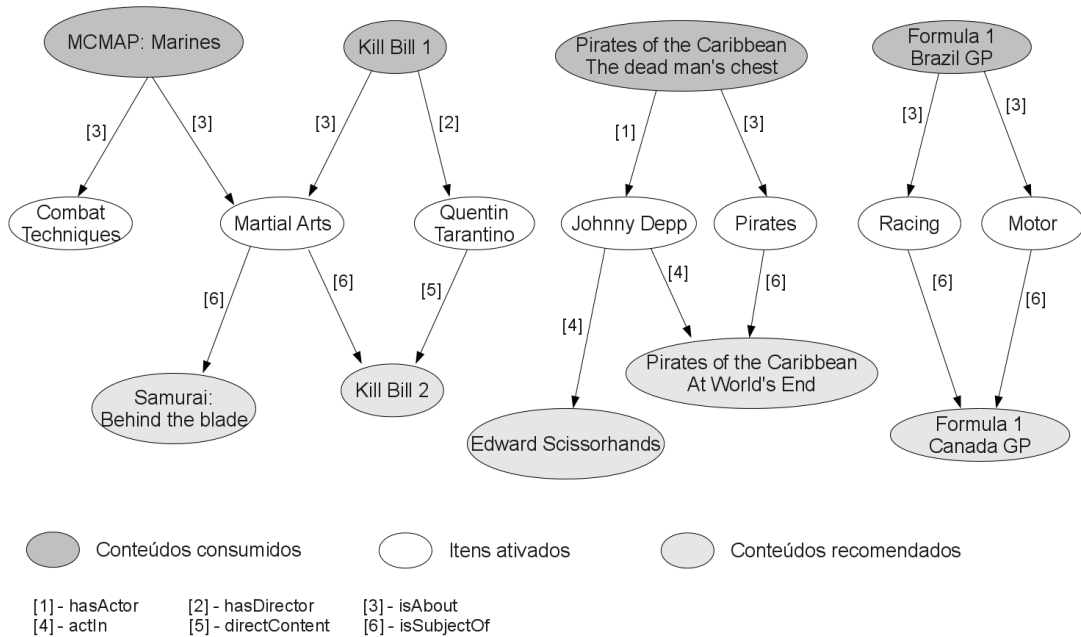 MCMAP: Marines
Kill Bill 1
Pirates of the Caribbean
The dead man's chest
Formula 1
Brazil GP
[3]
[3]
[3]
[2]
[1]
[3]
[3]
[3]
Combat
Techniques
Martial Arts
Quentin
Tarantino
Johnny Depp
Pirates
Racing
Motor
[6]
[6]
[5]
[4]
[4]
[6]
[6]
[6]
Samurai:
Behind the blade
Kill Bill 2
Pirates of the Caribbean
At World's End
Edward Scissorhands
Formula 1
Canada GP
Conteúdos consumidos
Itens ativados
Conteúdos recomendados
[1] - hasActor
[2] - hasDirector
[3] - isAbout
[4] - actIn
[5] - directContent
[6] - isSubjectOf